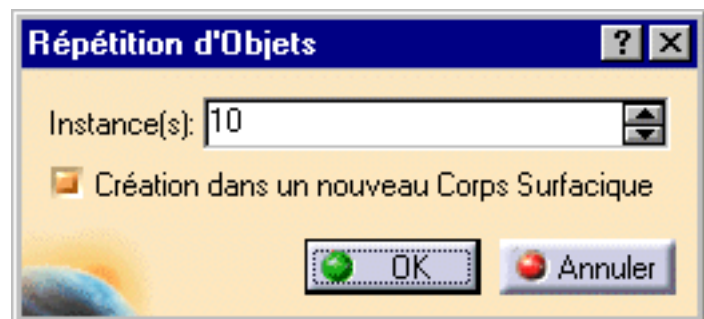 Répétition d'Objets
Instance(s): 10
Création dans un nouveau Corps Surfacique
OK Annuler